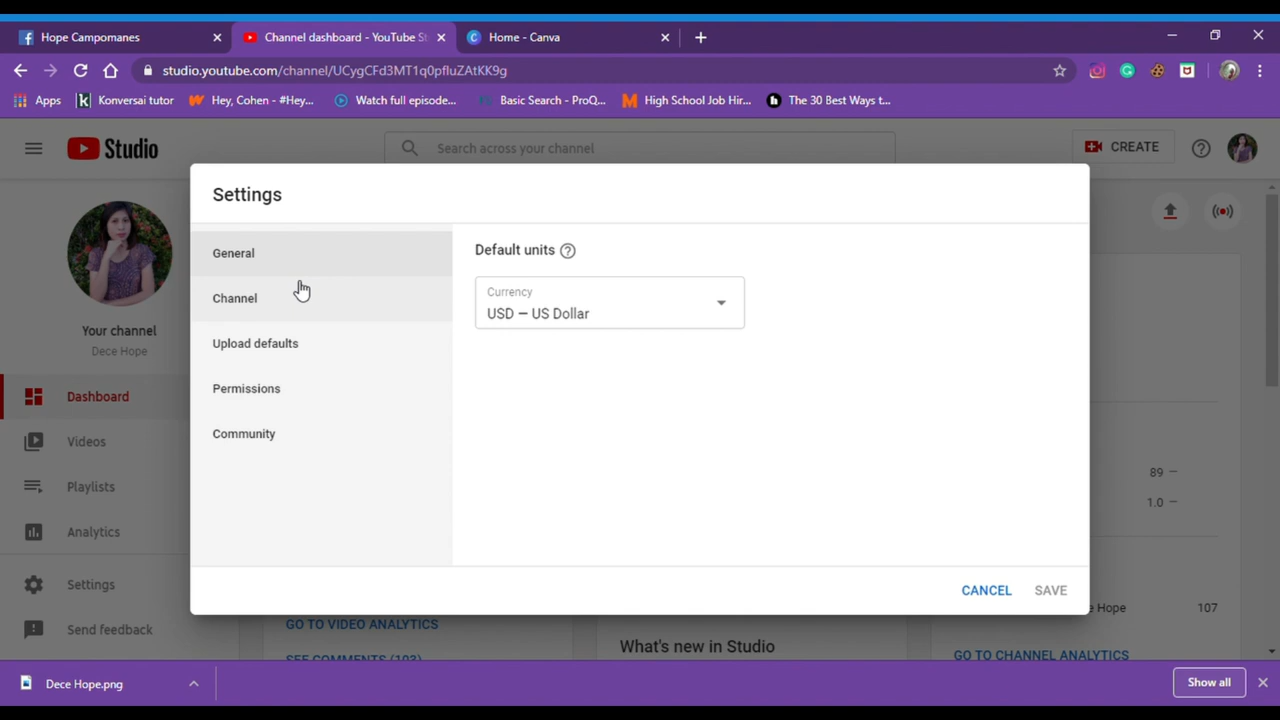 Hope Campomanes
Channel dashboard - YouTube St
Home - Canva
studio.youtube.com/channel/UCygCFd3MT1q0pfluZAtKK9g
Apps
Konversai tutor
Hey, Cohen - #Hey...
Watch full episode...
Basic Search - ProQ...
High School Job Hir...
The 30 Best Ways t...
Studio
Search across your channel
CREATE
Settings
General
Channel
Upload defaults
Permissions
Community
Default units
Currency
USD — US Dollar
CANCEL
SAVE
Your channel
Dece Hope
Dashboard
Videos
Playlists
Analytics
Settings
Send feedback
89 —
1.0 —
Hope
107
GO TO VIDEO ANALYTICS
SEE COMMENTS (103)
What's new in Studio
GO TO CHANNEL ANALYTICS
Dece Hope.png
Show all